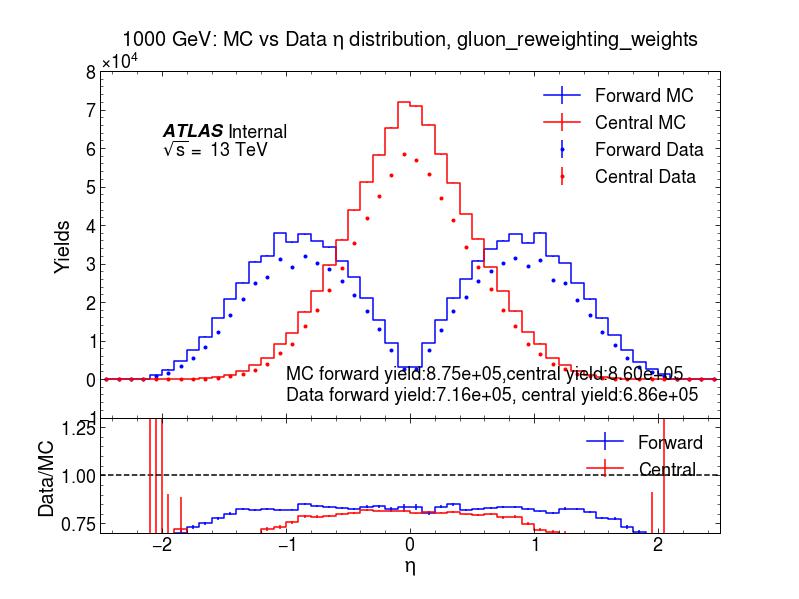 1000 GeV: MC vs Data η distribution, gluon_reweighting_weights
×10⁴
8
7
6
5
4
3
2
1
0
−1
Yields
ATLAS Internal
√s = 13 TeV
Forward MC
Central MC
Forward Data
Central Data
MC forward yield:8.75e+05,central yield:8.60e+05
Data forward yield:7.16e+05, central yield:6.86e+05
1.25
1.00
0.75
Data/MC
Forward
Central
−2 −1 0 1 2
η